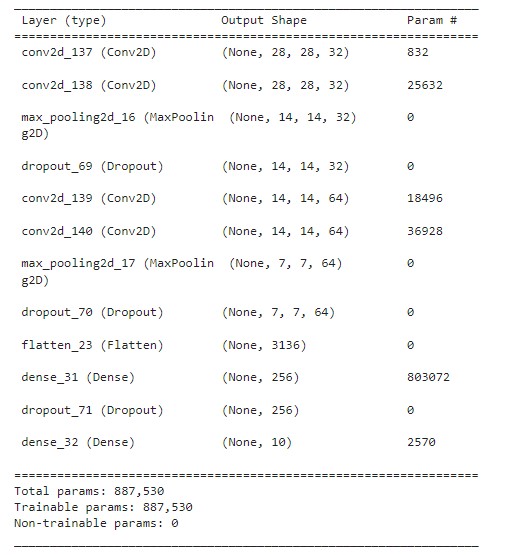 Layer (type) Output Shape Param #
conv2d_137 (Conv2D) (None, 28, 28, 32) 832
conv2d_138 (Conv2D) (None, 28, 28, 32) 25632
max_pooling2d_16 (MaxPoolin (None, 14, 14, 32) 0
g2D)
dropout_69 (Dropout) (None, 14, 14, 32) 0
conv2d_139 (Conv2D) (None, 14, 14, 64) 18496
conv2d_140 (Conv2D) (None, 14, 14, 64) 36928
max_pooling2d_17 (MaxPoolin (None, 7, 7, 64) 0
g2D)
dropout_70 (Dropout) (None, 7, 7, 64) 0
flatten_23 (Flatten) (None, 3136) 0
dense_31 (Dense) (None, 256) 803072
dropout_71 (Dropout) (None, 256) 0
dense_32 (Dense) (None, 10) 2570
Total params: 887,530
Trainable params: 887,530
Non-trainable params: 0